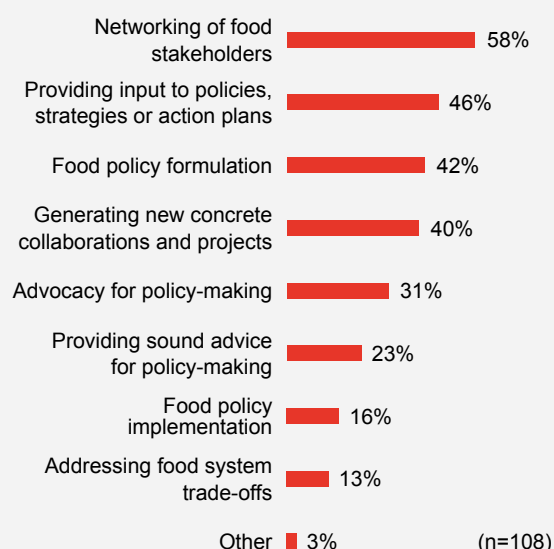 Networking of food
stakeholders
58%
Providing input to policies,
strategies or action plans
46%
Food policy formulation
42%
Generating new concrete
collaborations and projects
40%
Advocacy for policy-making
31%
Providing sound advice
for policy-making
23%
Food policy
implementation
16%
Addressing food system
trade-offs
13%
Other
3%
(n=108)